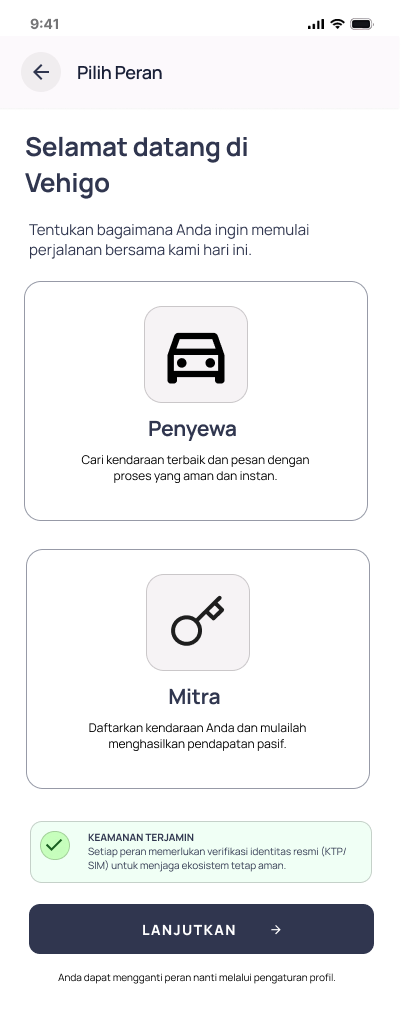 9:41
Pilih Peran
Selamat datang di
Vehigo
Tentukan bagaimana Anda ingin memulai
perjalanan bersama kami hari ini.
Penyewa
Cari kendaraan terbaik dan pesan dengan
proses yang aman dan instan.
Mitra
Daftarkan kendaraan Anda dan mulailah
menghasilkan pendapatan pasif.
KEAMANAN TERJAMIN
Setiap peran memerlukan verifikasi identitas resmi (KTP/
SIM) untuk menjaga ekosistem tetap aman.
LANJUTKAN
Anda dapat mengganti peran nanti melalui pengaturan profil.